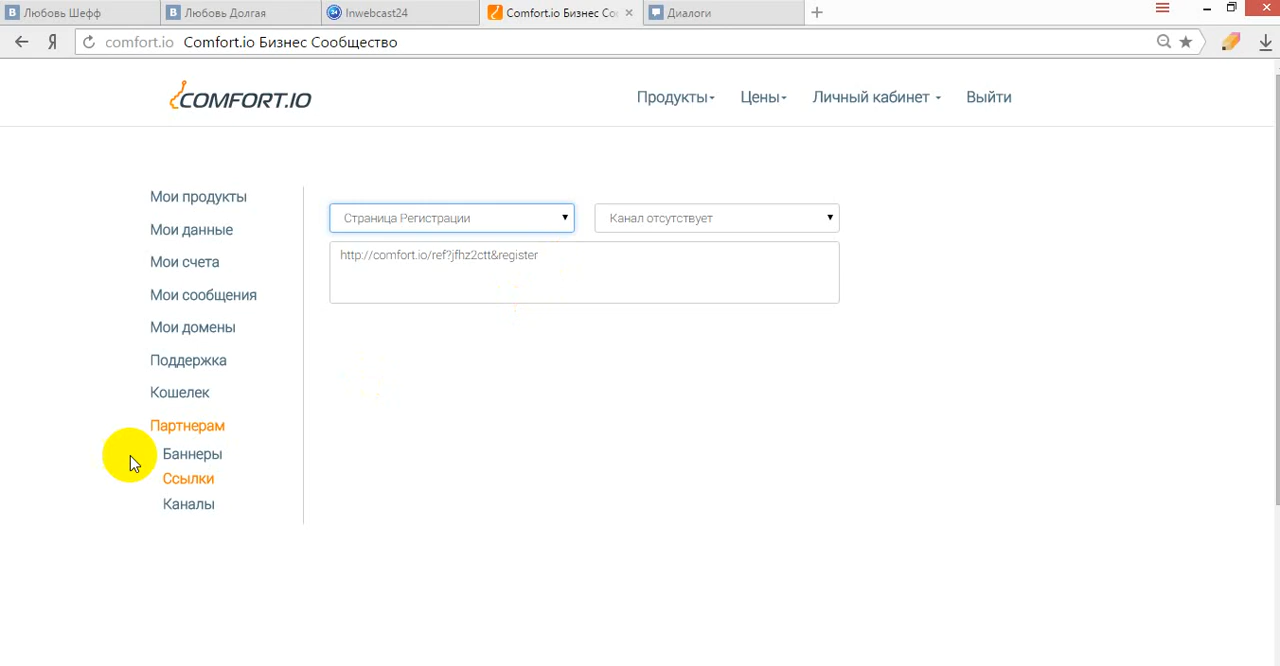 Любовь Шефф
Любовь Долгая
Inwebcast24
Comfort.io Бизнес Со
Диалоги
comfort.io Comfort.io Бизнес Сообщество
COMFORT.IO
Продукты
Цены
Личный кабинет
Выйти
Мои продукты
Мои данные
Мои счета
Мои сообщения
Мои домены
Поддержка
Кошелек
Партнерам
Баннеры
Ссылки
Каналы
Страница Регистрации
Канал отсутствует
http://comfort.io/ref?jfhz2ctt&register